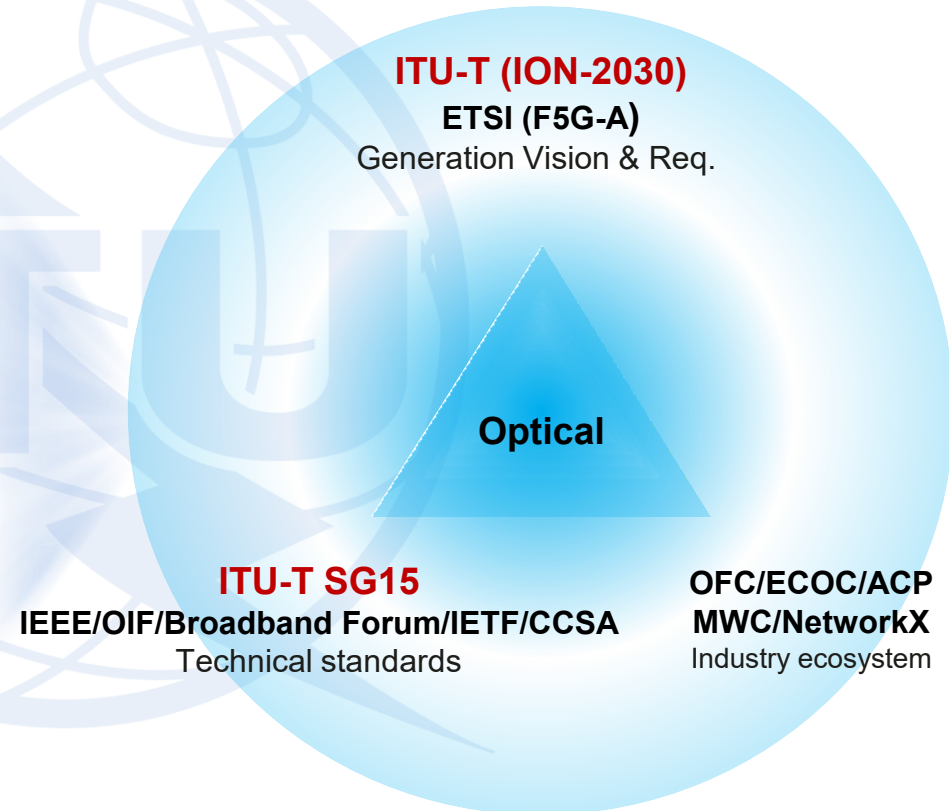 ITU-T (ION-2030)
ETSI (F5G-A)
Generation Vision & Req.
Optical
ITU-T SG15
IEEE/OIF/Broadband Forum/IETF/CCSA
Technical standards
OFC/ECOC/ACP
MWC/NetworkX
Industry ecosystem
ITU